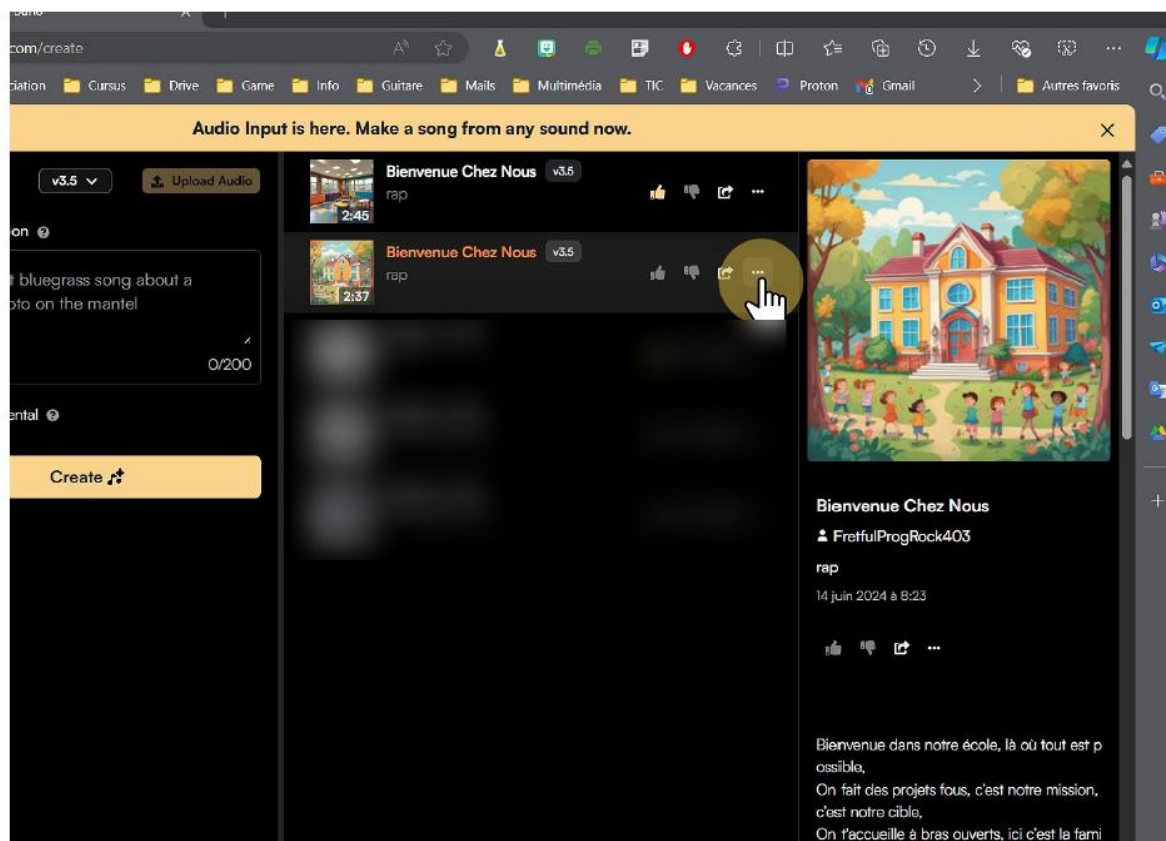 com/create
Cursus Drive Game Info Guitare Mails Multimédia TIC Vacances Proton Gmail Autres favoris
Audio Input is here. Make a song from any sound now.
v3.5
Upload Audio
on
t bluegrass song about a
oto on the mantel
0/200
ental
Create
Bienvenue Chez Nous v3.5
rap
2:45
Bienvenue Chez Nous v3.5
rap
2:37
Bienvenue Chez Nous
FretfulProgRock403
rap
14 juin 2024 à 8:23
Bienvenue dans notre école, là où tout est p
ossible,
On fait des projets fous, c'est notre mission,
c'est notre cible,
On t'accueille à bras ouverts, ici c'est la fami